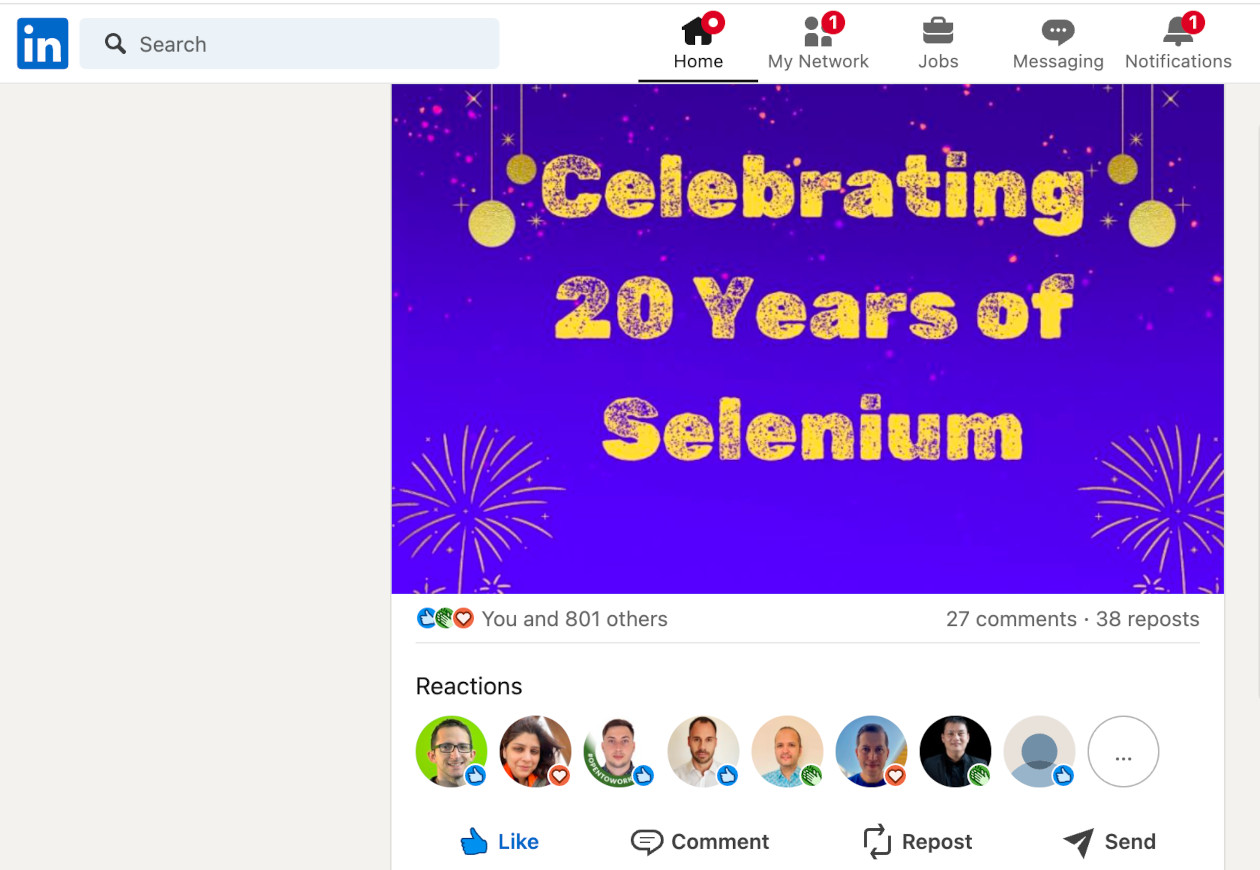 in
Search
1
1
Home
My Network
Jobs
Messaging
Notifications
Celebrating
20 Years of
Selenium
You and 801 others
27 comments · 38 reposts
Reactions
#OPENTOWORK
...
Like
Comment
Repost
Send